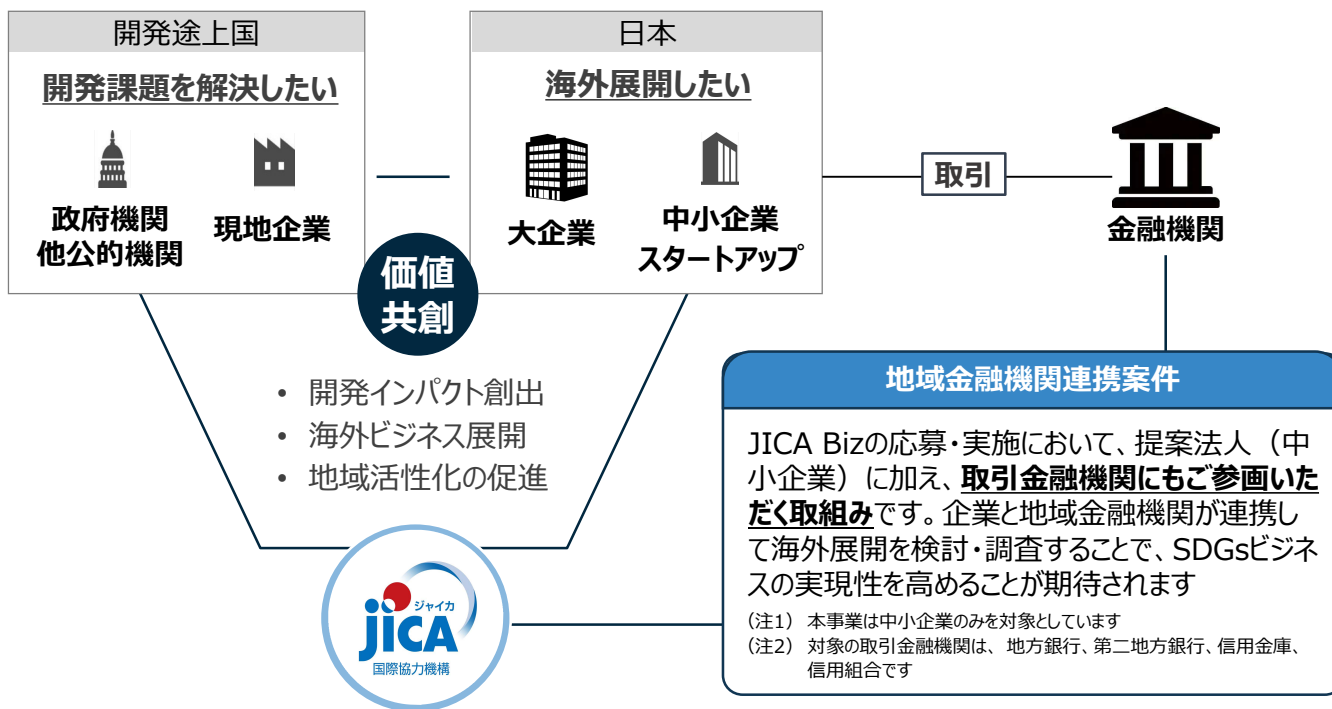 開発途上国
開発課題を解決したい
政府機関
他公的機関
現地企業
日本
海外展開したい
大企業
中小企業
スタートアップ
取引
金融機関
価値
共創
• 開発インパクト創出
• 海外ビジネス展開
• 地域活性化の促進
ジャイカ
JICA
国際協力機構
地域金融機関連携案件
JICA Bizの応募・実施において、提案法人（中
小企業）に加え、取引金融機関にもご参画いた
だく取組みです。企業と地域金融機関が連携し
て海外展開を検討・調査することで、SDGsビジネ
スの実現性を高めることが期待されます
（注1） 本事業は中小企業のみを対象としています
（注2） 対象の取引金融機関は、地方銀行、第二地方銀行、信用金庫、
信用組合です